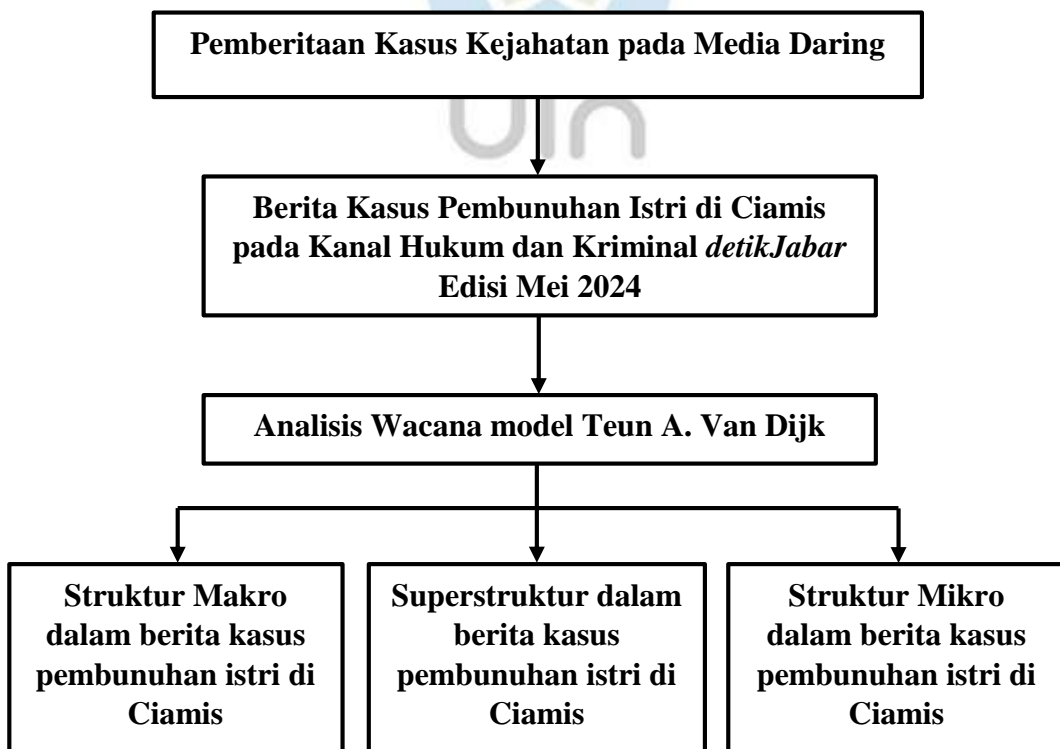 Pemberitaan Kasus Kejahatan pada Media Daring
uin
Berita Kasus Pembunuhan Istri di Ciamis
pada Kanal Hukum dan Kriminal detikJabar
Edisi Mei 2024
Analisis Wacana model Teun A. Van Dijk
Struktur Makro
dalam berita kasus
pembunuhan istri di
Ciamis
Superstruktur dalam
berita kasus
pembunuhan istri di
Ciamis
Struktur Mikro
dalam berita kasus
pembunuhan istri di
Ciamis